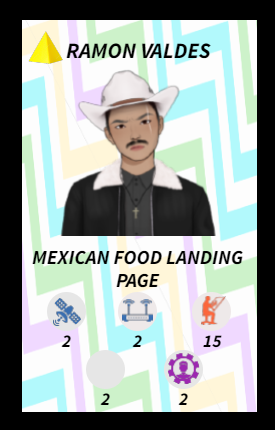 RAMON VALDES
MEXICAN FOOD LANDING
PAGE
2 2 15
2 2